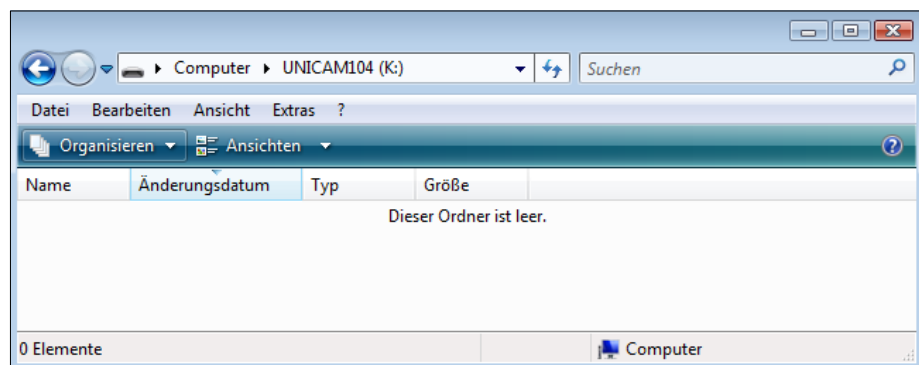 Computer UNICAM104 (K:) Suchen
Datei Bearbeiten Ansicht Extras ?
Organisieren Ansichten
Name Änderungsdatum Typ Größe
Dieser Ordner ist leer.
0 Elemente Computer